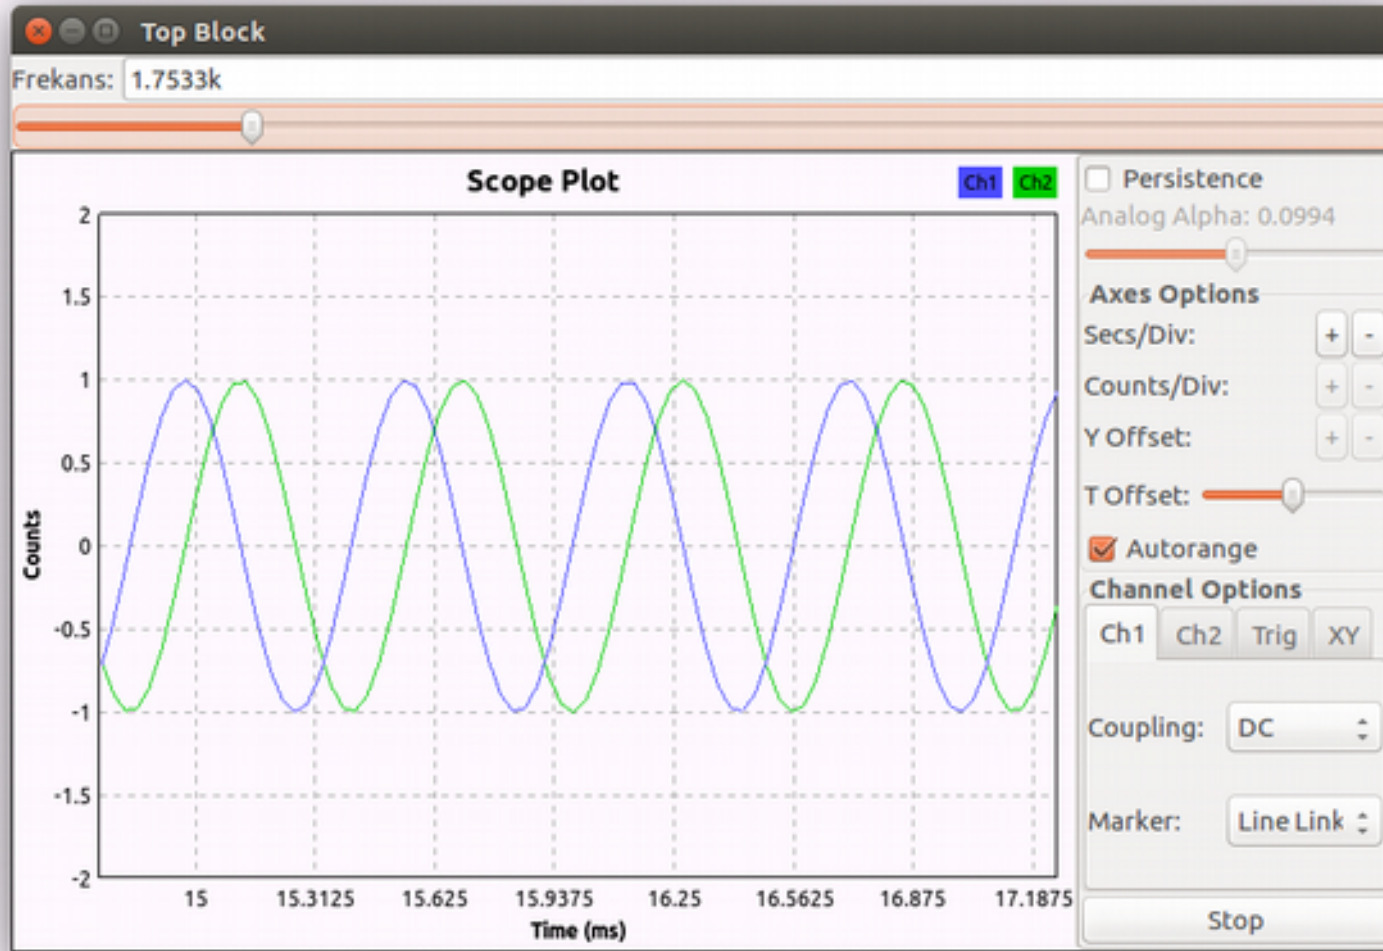 Top Block
Frekans: 1.7533k
Scope Plot
Ch1 Ch2
2
1.5
1
0.5
0
-0.5
-1
-1.5
-2
Counts
15 15.3125 15.625 15.9375 16.25 16.5625 16.875 17.1875
Time (ms)
Persistence
Analog Alpha: 0.0994
Axes Options
Secs/Div: + -
Counts/Div: + -
Y Offset: + -
T Offset:
Autorange
Channel Options
Ch1 Ch2 Trig XY
Coupling: DC
Marker: Line Link
Stop